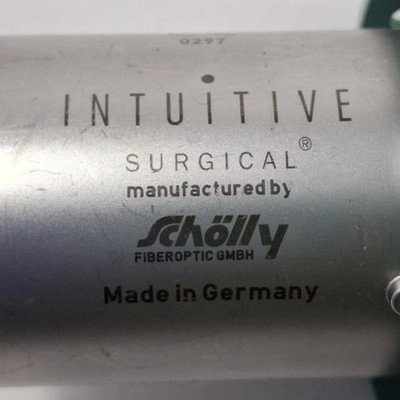 0297
INTUITIVE
SURGICAL®
manufactured by
Schölly
FIBEROPTIC GMBH
Made in Germany